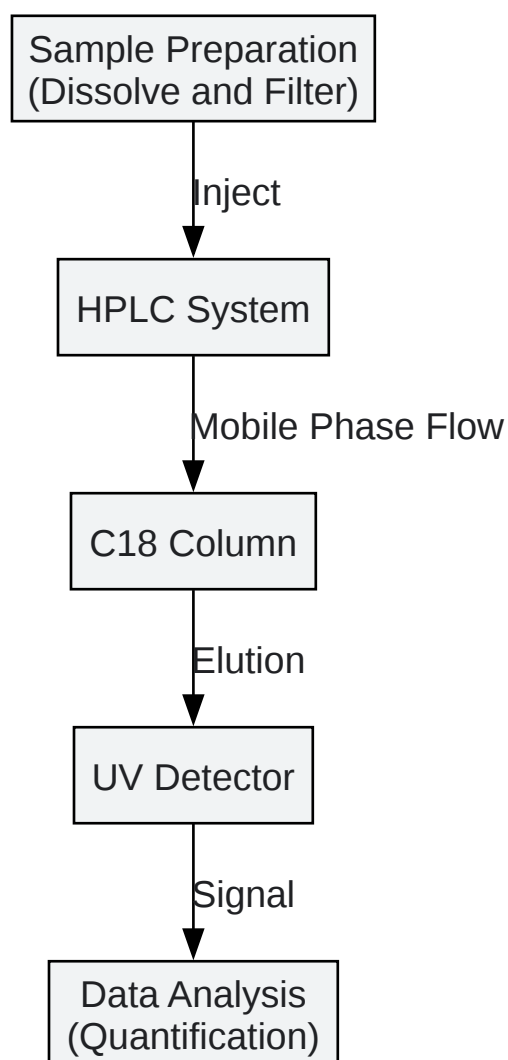 Sample Preparation
(Dissolve and Filter)
Inject
HPLC System
Mobile Phase Flow
C18 Column
Elution
UV Detector
Signal
Data Analysis
(Quantification)